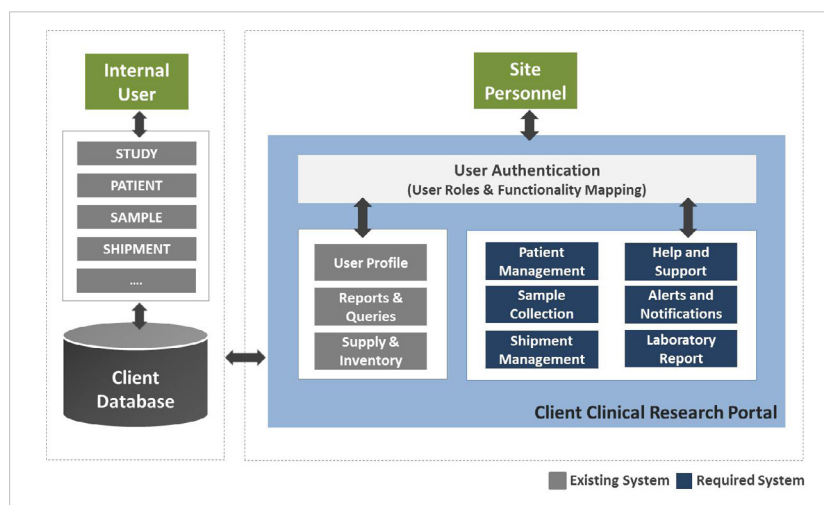 Internal
User
STUDY
PATIENT
SAMPLE
SHIPMENT
....
Client
Database
Site
Personnel
User Authentication
(User Roles & Functionality Mapping)
User Profile
Reports &
Queries
Supply &
Inventory
Patient
Management
Sample
Collection
Shipment
Management
Help and
Support
Alerts and
Notifications
Laboratory
Report
Client Clinical Research Portal
Existing System
Required System